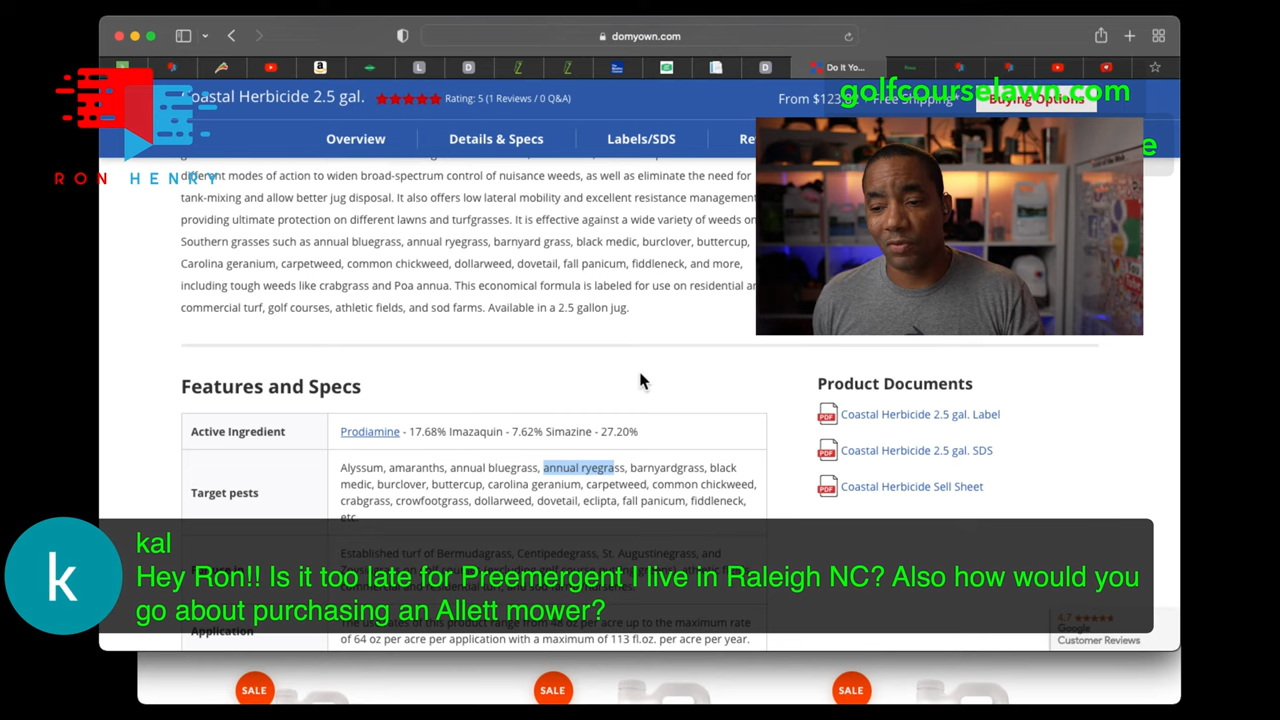 domyown.com
Do It Yo...
Coastal Herbicide 2.5 gal.
Rating: 5 (1 Reviews / 0 Q&A)
golfcourselawn.com
Buying Options
Overview
Details & Specs
Labels/SDS
Re
RON HENRY
different modes of action to widen broad-spectrum control of nuisance weeds, as well as eliminate the need for
tank-mixing and allow better jug disposal. It also offers low lateral mobility and excellent resistance management
providing ultimate protection on different lawns and turfgrasses. It is effective against a wide variety of weeds on
Southern grasses such as annual bluegrass, annual ryegrass, barnyard grass, black medic, burclover, buttercup,
Carolina geranium, carpetweed, common chickweed, dollarweed, dovetail, fall panicum, fiddleneck, and more,
including tough weeds like crabgrass and Poa annua. This economical formula is labeled for use on residential an
commercial turf, golf courses, athletic fields, and sod farms. Available in a 2.5 gallon jug.
Features and Specs
Active Ingredient
Prodiamine - 17.68% Imazaquin - 7.62% Simazine - 27.20%
Target pests
Alyssum, amaranths, annual bluegrass, annual ryegrass, barnyardgrass, black
medic, burclover, buttercup, carolina geranium, carpetweed, common chickweed,
crabgrass, crowfootgrass, dollarweed, dovetail, eclipta, fall panicum, fiddleneck,
etc.
Product Documents
Coastal Herbicide 2.5 gal. Label
Coastal Herbicide 2.5 gal. SDS
Coastal Herbicide Sell Sheet
k
kal
Hey Ron!! Is it too late for Preemergent I live in Raleigh NC? Also how would you
go about purchasing an Allett mower?
Established turf of Bermudagrass, Centipedegrass, St. Augustinegrass, and
Application
of 64 oz per acre per application with a maximum of 113 fl.oz. per acre per year.
4.7
Google
Customer Reviews
SALE
SALE
SALE